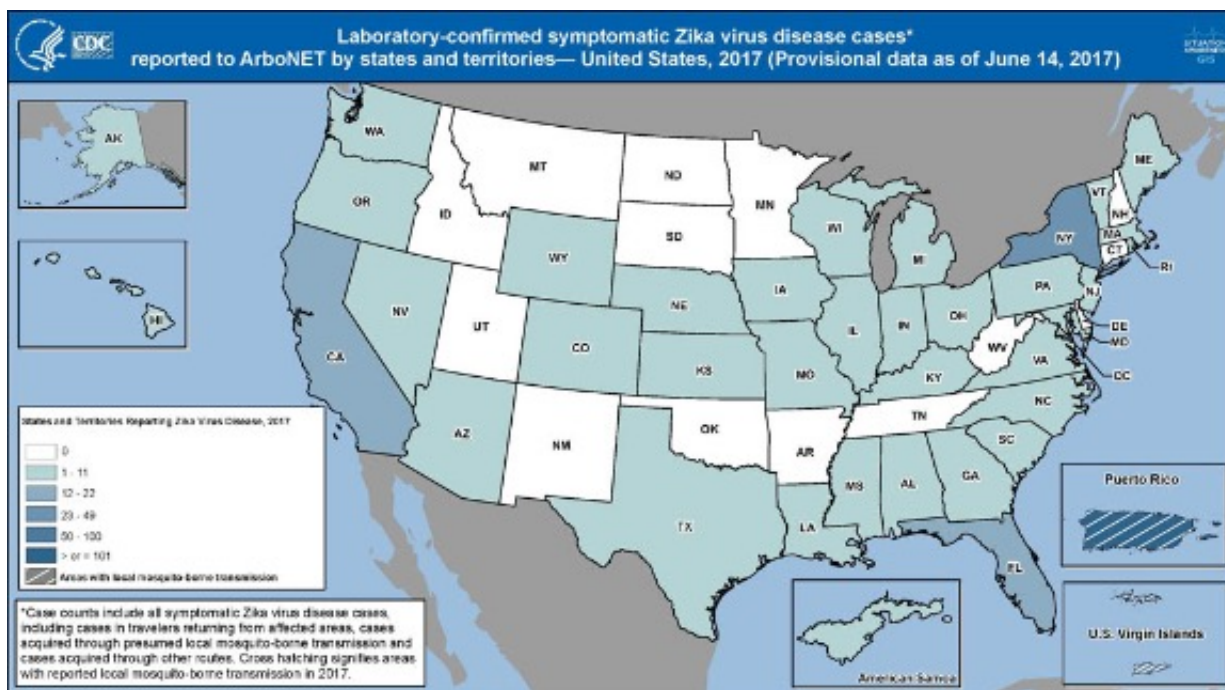 CDC
Laboratory-confirmed symptomatic Zika virus disease cases*
reported to ArboNET by states and territories— United States, 2017 (Provisional data as of June 14, 2017)
GIS
AK
HI
WA
OR
CA
NV
ID
MT
WY
UT
CO
AZ
NM
ND
SD
NE
KS
OK
TX
MN
IA
MO
AR
LA
WI
IL
MI
IN
OH
KY
TN
MS
AL
GA
FL
SC
NC
VA
WV
PA
NY
VT
NH
ME
MA
CT
RI
NJ
DE
MD
DC
States and Territories Reporting Zika Virus Disease, 2017
0
1 - 11
12 - 22
23 - 49
50 - 100
> or = 101
Areas with local mosquito-borne transmission
*Case counts include all symptomatic Zika virus disease cases,
including cases in travelers returning from affected areas, cases
acquired through presumed local mosquito-borne transmission and
cases acquired through other routes. Cross hatching signifies areas
with reported local mosquito-borne transmission in 2017.
American Samoa
Puerto Rico
U.S. Virgin Islands